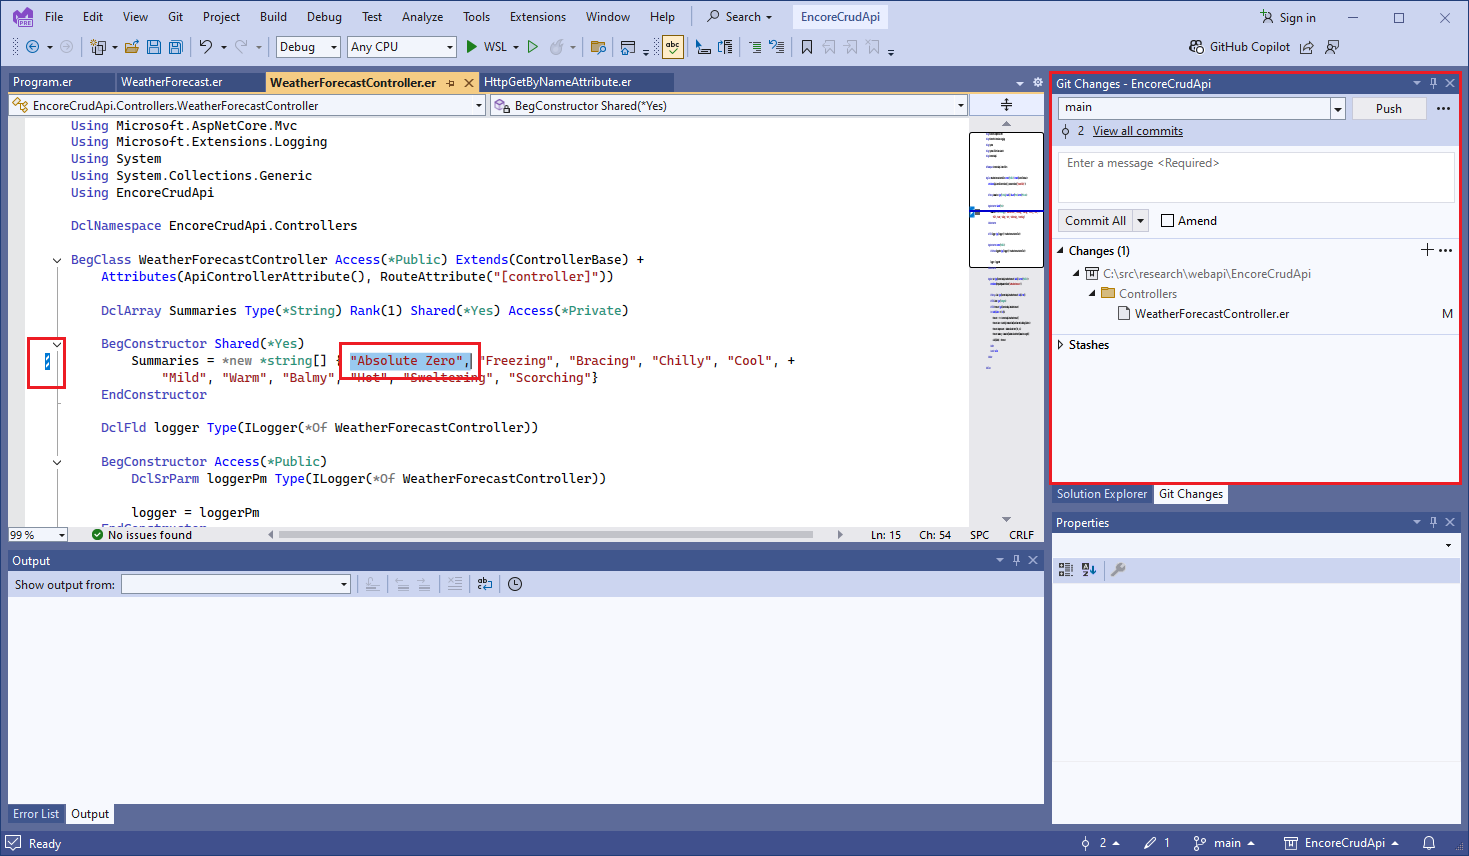 File Edit View Git Project Build Debug Test Analyze Tools Extensions Window Help Search EncoreCrudApi Sign in
PRE
Debug Any CPU WSL abc GitHub Copilot
Program.er WeatherForecast.er WeatherForecastController.er HttpGetByNameAttribute.er
EncoreCrudApi.Controllers.WeatherForecastController BegConstructor Shared(*Yes)
Using Microsoft.AspNetCore.Mvc
Using Microsoft.Extensions.Logging
Using System
Using System.Collections.Generic
Using EncoreCrudApi
DclNamespace EncoreCrudApi.Controllers
BegClass WeatherForecastController Access(*Public) Extends(ControllerBase) +
Attributes(ApiControllerAttribute(), RouteAttribute("[controller]"))
DclArray Summaries Type(*String) Rank(1) Shared(*Yes) Access(*Private)
BegConstructor Shared(*Yes)
Summaries = *new *string[] { "Absolute Zero", "Freezing", "Bracing", "Chilly", "Cool", +
"Mild", "Warm", "Balmy", "Hot", "Sweltering", "Scorching"}
EndConstructor
DclFld logger Type(ILogger(*Of WeatherForecastController))
BegConstructor Access(*Public)
DclSrParm loggerPm Type(ILogger(*Of WeatherForecastController))
logger = loggerPm
EndConstructor
99 % No issues found Ln: 15 Ch: 54 SPC CRLF
Output
Show output from:
Error List Output
Git Changes - EncoreCrudApi
main Push
2 View all commits
Enter a message <Required>
Commit All Amend
Changes (1)
C:\src\research\webapi\EncoreCrudApi
Controllers
WeatherForecastController.er M
Stashes
Solution Explorer Git Changes
Properties
Ready 2 1 main EncoreCrudApi